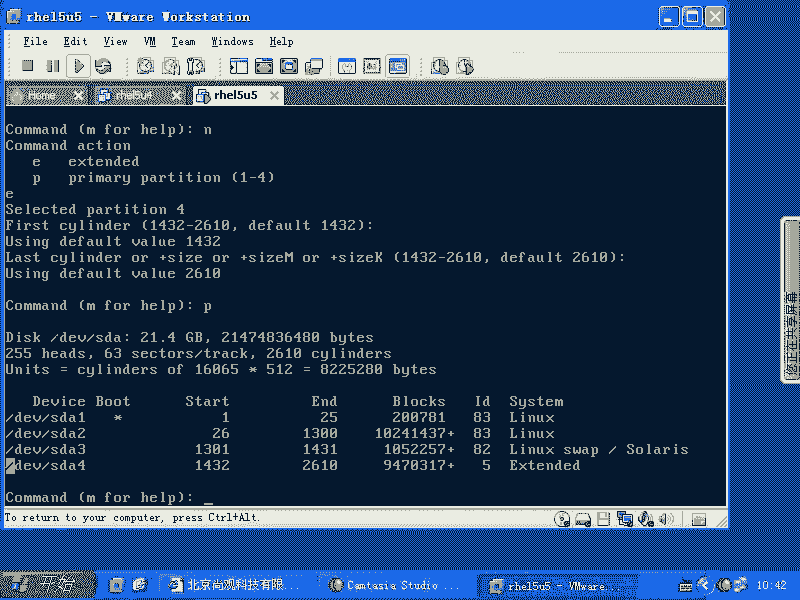 rhel5u5 - VMware Workstation
File Edit View VM Team Windows Help
Home rhel5u5
Command (m for help): n
Command action
e extended
p primary partition (1-4)
e
Selected partition 4
First cylinder (1432-2610, default 1432):
Using default value 1432
Last cylinder or +size or +sizeM or +sizeK (1432-2610, default 2610):
Using default value 2610
Command (m for help): p
Disk /dev/sda: 21.4 GB, 21474836480 bytes
255 heads, 63 sectors/track, 2610 cylinders
Units = cylinders of 16065 * 512 = 8225280 bytes
Device Boot Start End Blocks Id System
/dev/sda1 * 1 25 200781 83 Linux
/dev/sda2 26 1300 10241437+ 83 Linux
/dev/sda3 1301 1431 1052257+ 82 Linux swap / Solaris
/dev/sda4 1432 2610 9470317+ 5 Extended
Command (m for help): _
To return to your computer, press Ctrl+Alt.
您正在共享屏幕
开始 北京尚观科技有限... Camtasia Studio ... rhel5u5 - VMware... 10:42